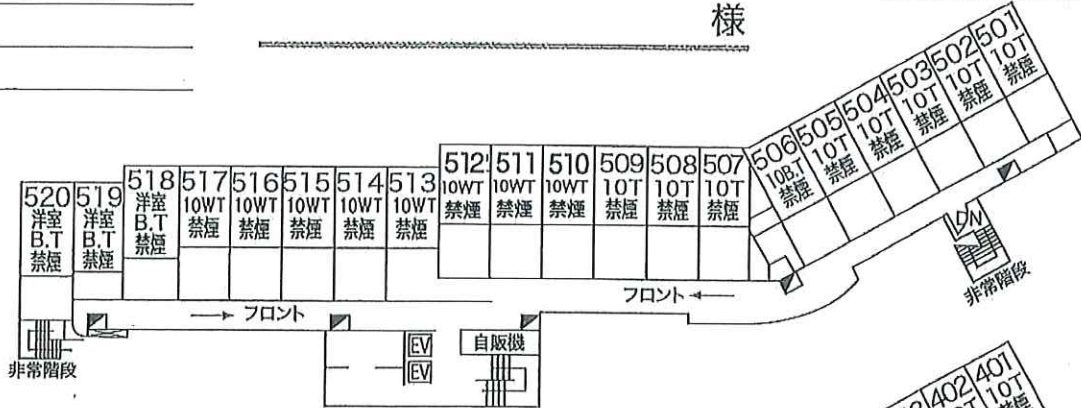 様
501
10T
禁煙
502
10T
禁煙
503
10T
禁煙
504
10T
禁煙
505
10T
禁煙
506
10B.T
禁煙
507
10T
禁煙
508
10T
禁煙
509
10T
禁煙
510
10WT
禁煙
511
10WT
禁煙
512
10WT
禁煙
513
10WT
禁煙
514
10WT
禁煙
515
10WT
禁煙
516
10WT
禁煙
517
10WT
禁煙
518
洋室
B.T
禁煙
519
洋室
B.T
禁煙
520
洋室
B.T
禁煙
フロント ←
→ フロント
DN
非常階段
非常階段
EV
EV
自販機
401
10T
402